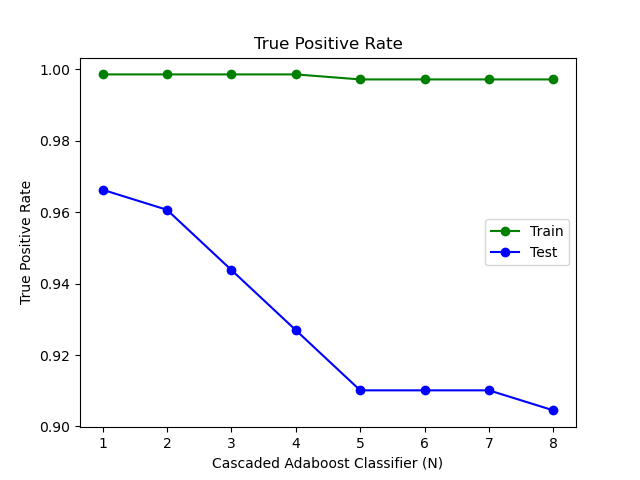 True Positive Rate
True Positive Rate
1.00
0.98
0.96
0.94
0.92
0.90
Train
Test
1 2 3 4 5 6 7 8
Cascaded Adaboost Classifier (N)